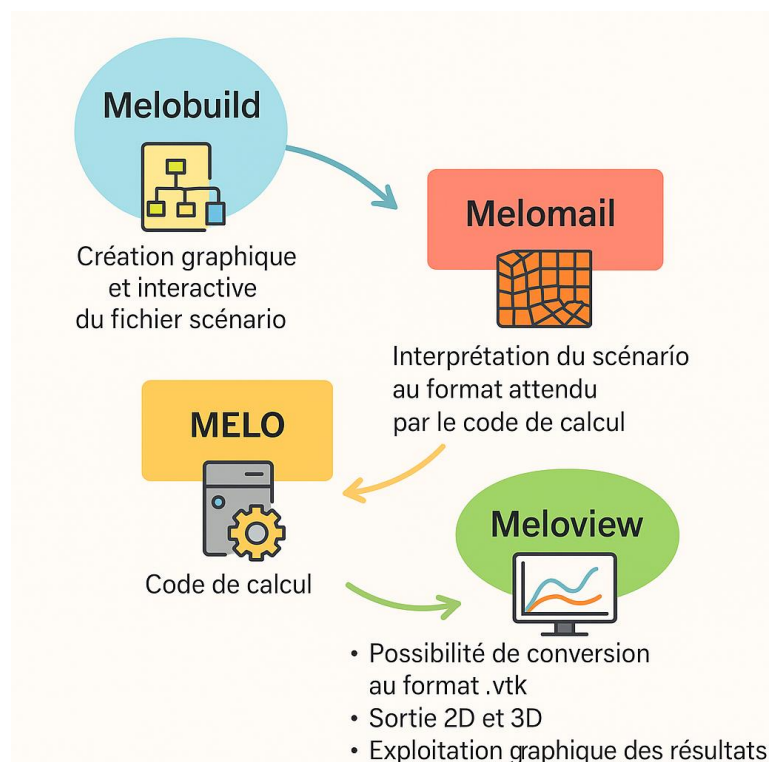 Melobuild
Création graphique
et interactive
du fichier scénario
Melomail
Interprétation du scénarío
au format attendu
par le code de calcul
MELO
Code de calcul
Meloview
• Possibilité de conversion
au format .vtk
• Sortie 2D et 3D
• Exploitation graphique des résultats